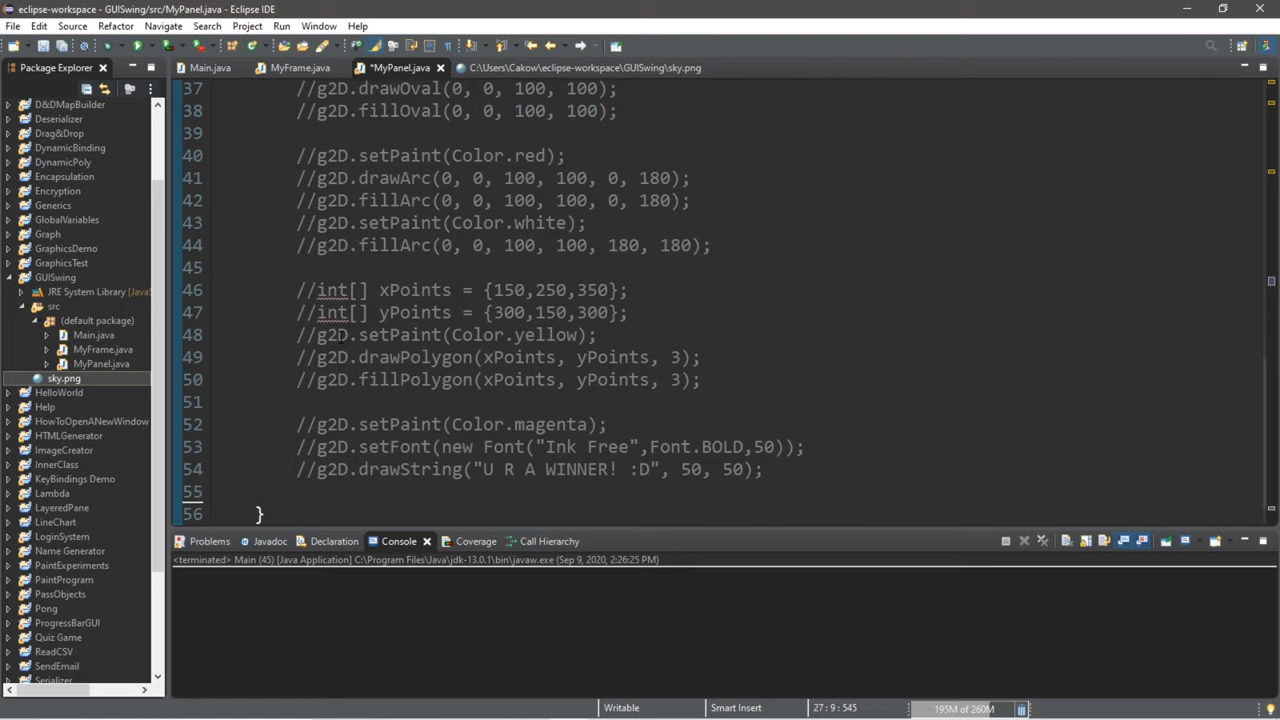 eclipse-workspace - GUISwing/src/MyPanel.java - Eclipse IDE
File Edit Source Refactor Navigate Search Project Run Window Help
Package Explorer
Main.java MyFrame.java *MyPanel.java C:\Users\Cakow\eclipse-workspace\GUISwing\sky.png
D&DMapBuilder
Deserializer
Drag&Drop
DynamicBinding
DynamicPoly
Encapsulation
Encryption
Generics
GlobalVariables
Graph
GraphicsDemo
GraphicsTest
GUISwing
JRE System Library [JavaS
src
(default package)
Main.java
MyFrame.java
MyPanel.java
sky.png
HelloWorld
Help
HowToOpenANewWindow
HTMLGenerator
ImageCreator
InnerClass
KeyBindings Demo
Lambda
LayeredPane
LineChart
LoginSystem
Name Generator
PaintExperiments
PaintProgram
PassObjects
Pong
ProgressBarGUI
Quiz Game
ReadCSV
SendEmail
Serializer
37 //g2D.drawOval(0, 0, 100, 100);
38 //g2D.fillOval(0, 0, 100, 100);
39
40 //g2D.setPaint(Color.red);
41 //g2D.drawArc(0, 0, 100, 100, 0, 180);
42 //g2D.fillArc(0, 0, 100, 100, 0, 180);
43 //g2D.setPaint(Color.white);
44 //g2D.fillArc(0, 0, 100, 100, 180, 180);
45
46 //int[] xPoints = {150,250,350};
47 //int[] yPoints = {300,150,300};
48 //g2D.setPaint(Color.yellow);
49 //g2D.drawPolygon(xPoints, yPoints, 3);
50 //g2D.fillPolygon(xPoints, yPoints, 3);
51
52 //g2D.setPaint(Color.magenta);
53 //g2D.setFont(new Font("Ink Free",Font.BOLD,50));
54 //g2D.drawString("U R A WINNER! :D", 50, 50);
55
56 }
Problems Javadoc Declaration Console Coverage Call Hierarchy
<terminated> Main (45) [Java Application] C:\Program Files\Java\jdk-13.0.1\bin\javaw.exe (Sep 9, 2020, 2:26:25 PM)
Writable Smart Insert 27 : 9 : 545 195M of 260M